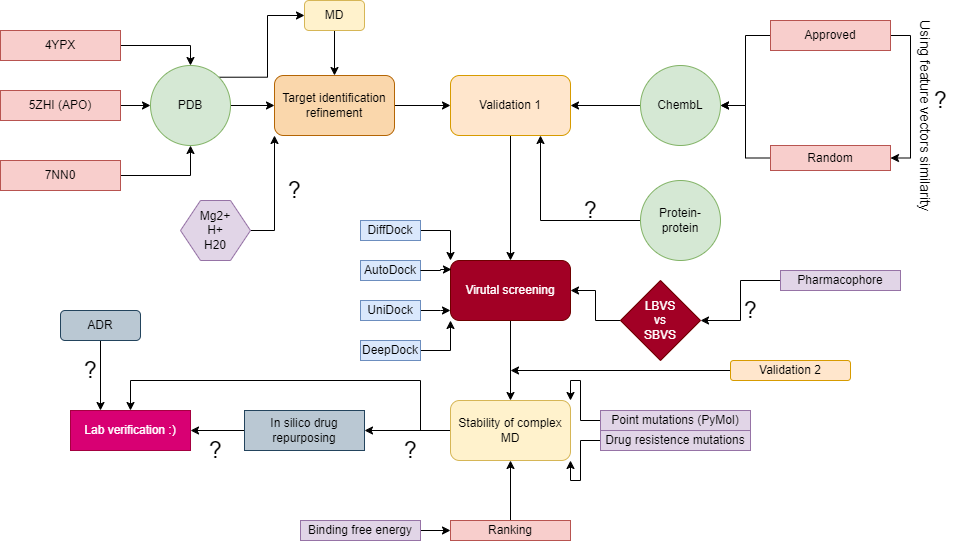 MD
4YPX
5ZHI (APO)
7NN0
PDB
Target identification
refinement
Validation 1
ChembL
Approved
Random
Using feature vectors similarity
?
Mg2+
H+
H20
?
?
Protein-
protein
DiffDock
AutoDock
UniDock
DeepDock
Virutal screening
LBVS
vs
SBVS
Pharmacophore
?
ADR
?
Validation 2
Lab verification :)
?
In silico drug
repurposing
?
Stability of complex
MD
Point mutations (PyMol)
Drug resistence mutations
Binding free energy
Ranking